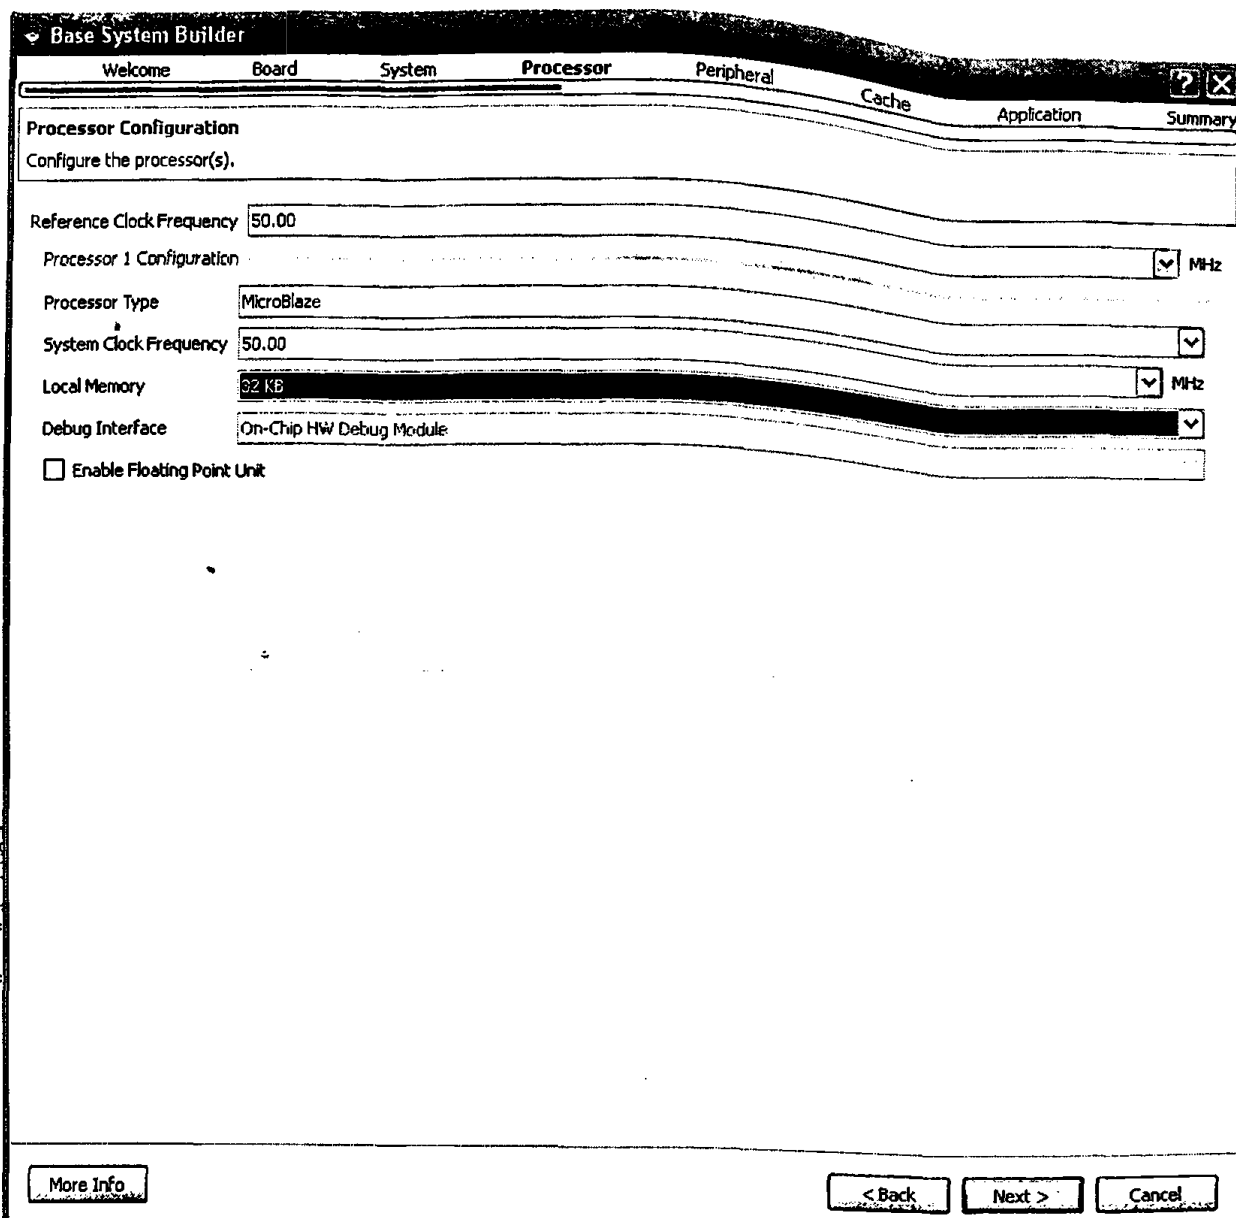 Base System Builder
Welcome Board System Processor Peripheral Cache Application Summary
Processor Configuration
Configure the processor(s).
Reference Clock Frequency 50.00 MHz
Processor 1 Configuration
Processor Type MicroBlaze
System Clock Frequency 50.00 MHz
Local Memory 32 KB
Debug Interface On-Chip HW Debug Module
Enable Floating Point Unit
More Info < Back Next > Cancel